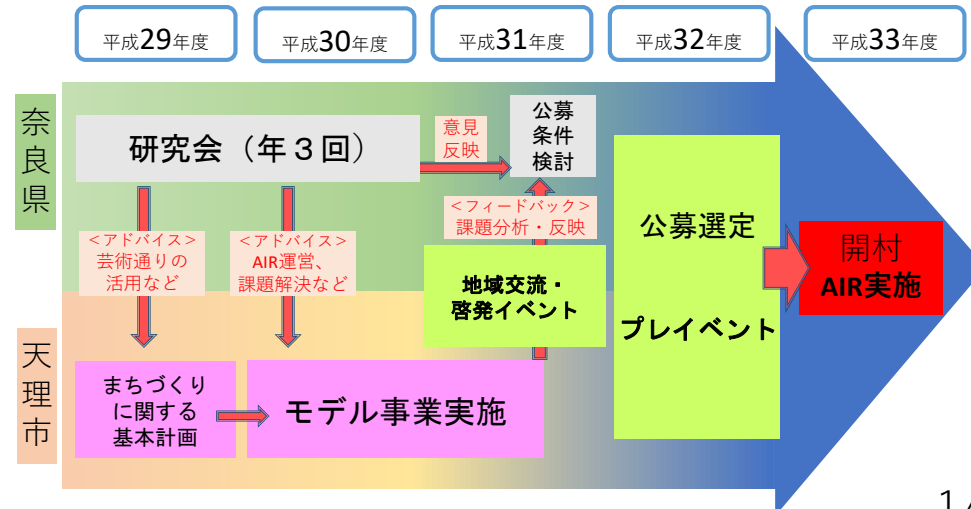 平成29年度
平成30年度
平成31年度
平成32年度
平成33年度
奈良県
研究会（年３回）
意見
反映
公募
条件
検討
＜アドバイス＞
芸術通りの
活用など
＜アドバイス＞
AIR運営、
課題解決など
＜フィードバック＞
課題分析・反映
地域交流・
啓発イベント
公募選定
プレイベント
開村
AIR実施
天理市
まちづくり
に関する
基本計画
モデル事業実施